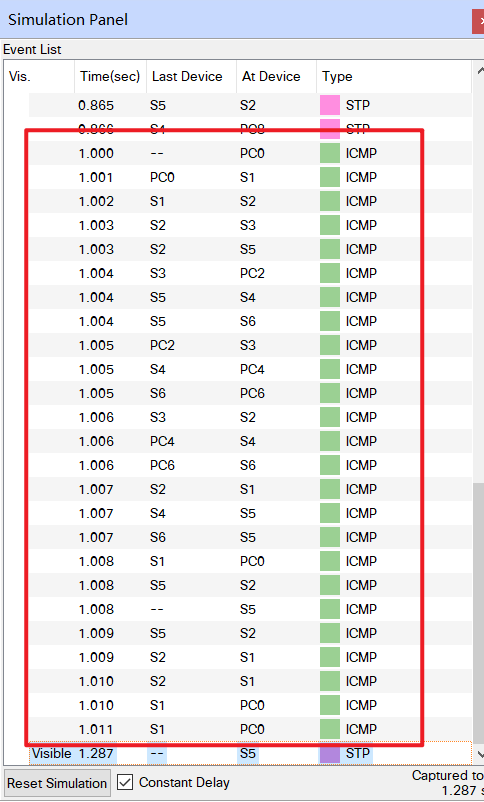 Simulation Panel
Event List
Vis. Time(sec) Last Device At Device Type
0.865 S5 S2 STP
0.866 S4 PC8 STP
1.000 -- PC0 ICMP
1.001 PC0 S1 ICMP
1.002 S1 S2 ICMP
1.003 S2 S3 ICMP
1.003 S2 S5 ICMP
1.004 S3 PC2 ICMP
1.004 S5 S4 ICMP
1.004 S5 S6 ICMP
1.005 PC2 S3 ICMP
1.005 S4 PC4 ICMP
1.005 S6 PC6 ICMP
1.006 S3 S2 ICMP
1.006 PC4 S4 ICMP
1.006 PC6 S6 ICMP
1.007 S2 S1 ICMP
1.007 S4 S5 ICMP
1.007 S6 S5 ICMP
1.008 S1 PC0 ICMP
1.008 S5 S2 ICMP
1.008 -- S5 ICMP
1.009 S5 S2 ICMP
1.009 S2 S1 ICMP
1.010 S2 S1 ICMP
1.010 S1 PC0 ICMP
1.011 S1 PC0 ICMP
Visible 1.287 -- S5 STP
Reset Simulation Constant Delay Captured to
1.287 s